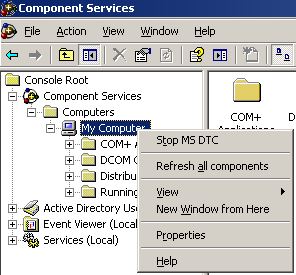 Component Services
File Action View Window Help
Console Root
Component Services
Computers
My Computer
COM+ A
DCOM C
Distribu
Running
Active Directory Use
Event Viewer (Local)
Services (Local)
COM+
Applications
D
Stop MS DTC
Refresh all components
View
New Window from Here
Properties
Help